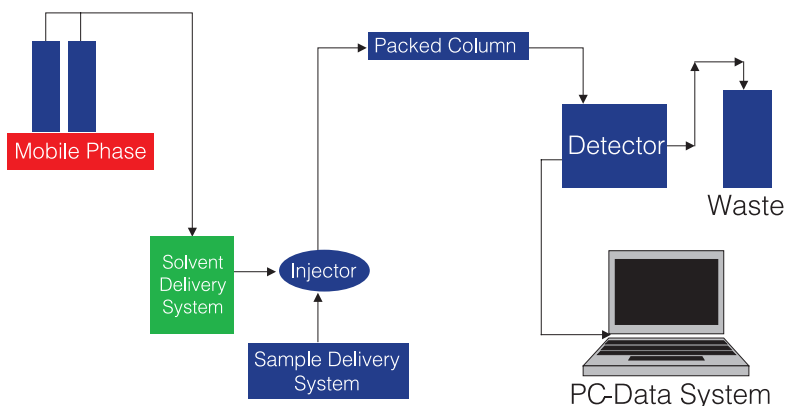 Packed Column
Mobile Phase
Detector
Waste
Solvent
Delivery
System
Injector
Sample Delivery
System
PC-Data System